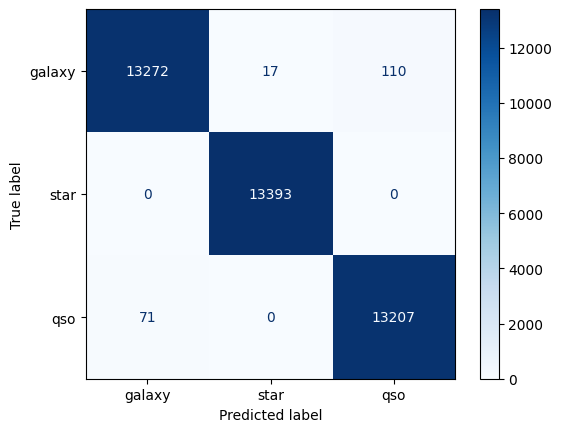 galaxy 13272 17 110
star 0 13393 0
qso 71 0 13207
galaxy star qso
Predicted label
True label
12000
10000
8000
6000
4000
2000
0